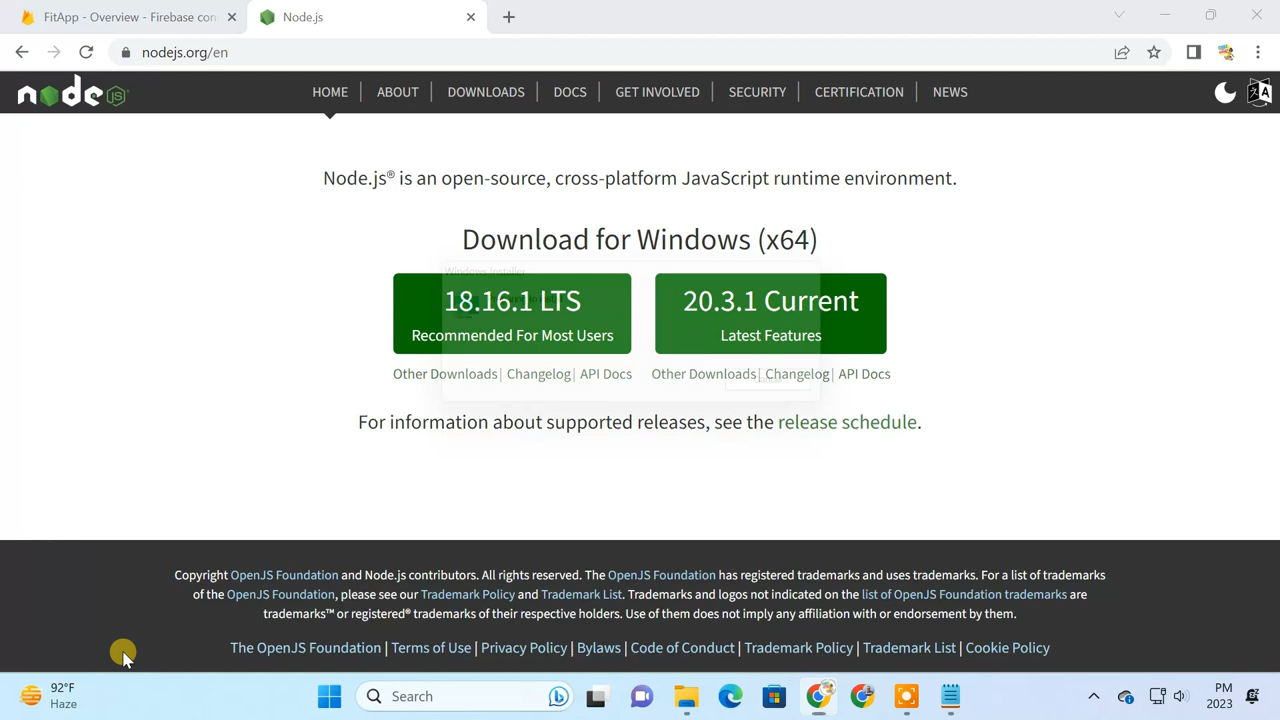 FitApp - Overview - Firebase con
Node.js
nodejs.org/en
node JS
HOME
ABOUT
DOWNLOADS
DOCS
GET INVOLVED
SECURITY
CERTIFICATION
NEWS
Node.js® is an open-source, cross-platform JavaScript runtime environment.
Download for Windows (x64)
Windows Installer
18.16.1 LTS
Recommended For Most Users
20.3.1 Current
Latest Features
Other Downloads | Changelog | API Docs
Other Downloads | Changelog | API Docs
For information about supported releases, see the release schedule.
Copyright OpenJS Foundation and Node.js contributors. All rights reserved. The OpenJS Foundation has registered trademarks and uses trademarks. For a list of trademarks
of the OpenJS Foundation, please see our Trademark Policy and Trademark List. Trademarks and logos not indicated on the list of OpenJS Foundation trademarks are
trademarks™ or registered® trademarks of their respective holders. Use of them does not imply any affiliation with or endorsement by them.
The OpenJS Foundation | Terms of Use | Privacy Policy | Bylaws | Code of Conduct | Trademark Policy | Trademark List | Cookie Policy
92°F
Haze
Search
PM
2023